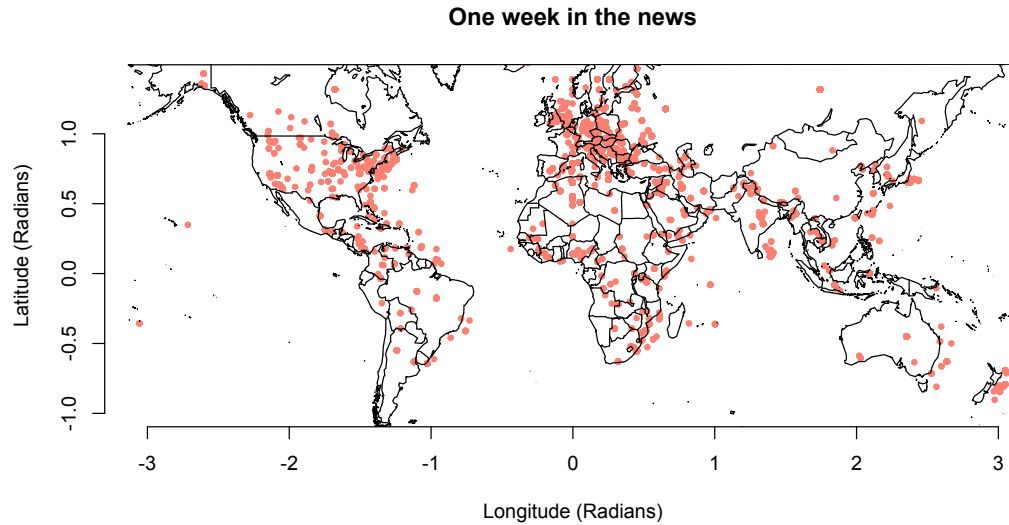 One week in the news
Latitude (Radians)
1.0
0.5
0.0
-0.5
-1.0
-3 -2 -1 0 1 2 3
Longitude (Radians)